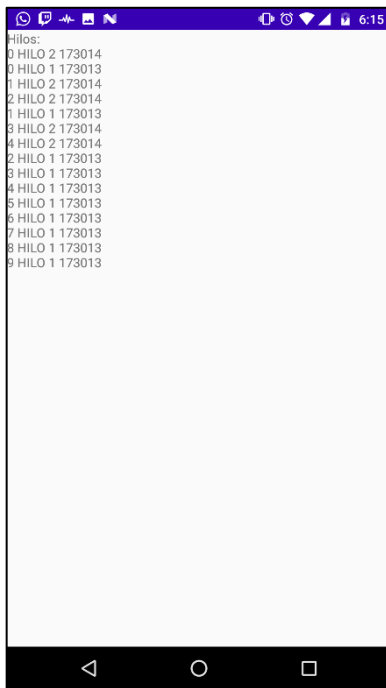 6:15
Hilos:
0 HILO 2 173014
0 HILO 1 173013
1 HILO 2 173014
2 HILO 2 173014
1 HILO 1 173013
3 HILO 2 173014
4 HILO 2 173014
2 HILO 1 173013
3 HILO 1 173013
4 HILO 1 173013
5 HILO 1 173013
6 HILO 1 173013
7 HILO 1 173013
8 HILO 1 173013
9 HILO 1 173013